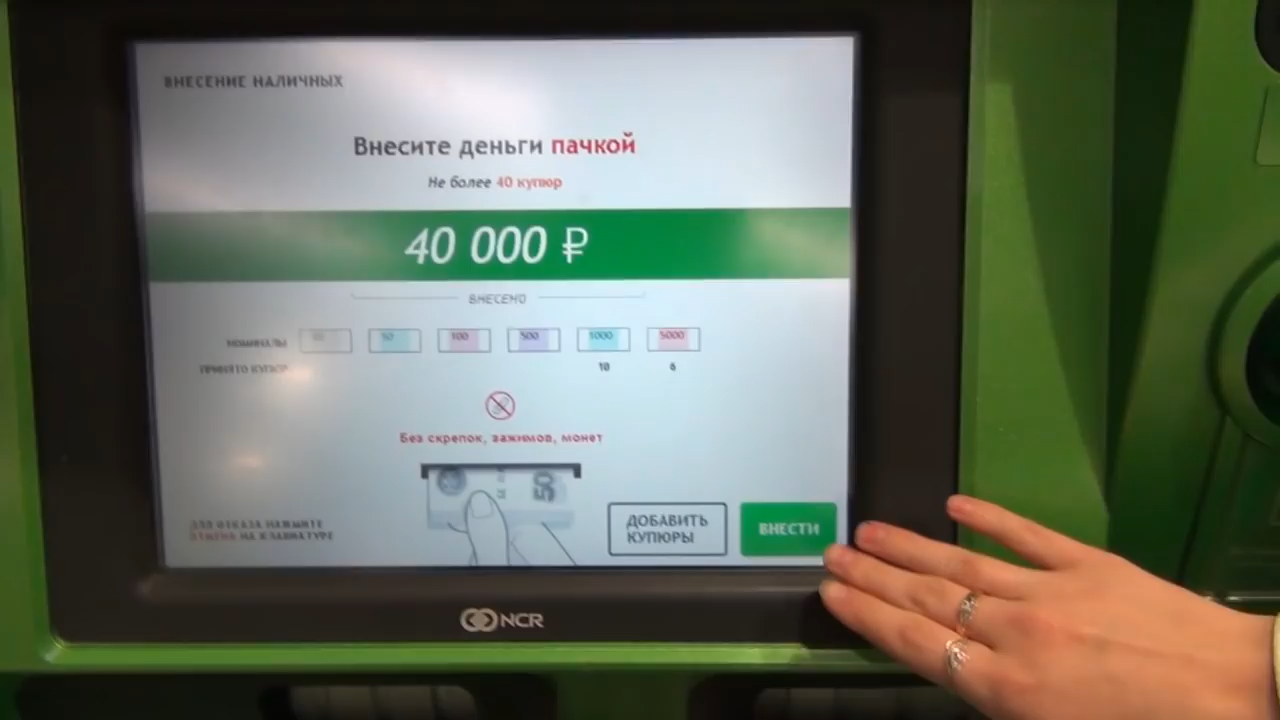 ВНЕСЕНИЕ НАЛИЧНЫХ
Внесите деньги пачкой
Не более 40 купюр
40 000 ₽
ВНЕСЕНО
НОМИНАЛЫ 50 100 500 1000 5000
ПРИНЯТО КУПЮР 10 6
Без скрепок, зажимов, монет
50
ДЛЯ ОТКАЗА НАЖМИТЕ
ОТМЕНА НА КЛАВИАТУРЕ
ДОБАВИТЬ
КУПЮРЫ
ВНЕСТИ
NCR